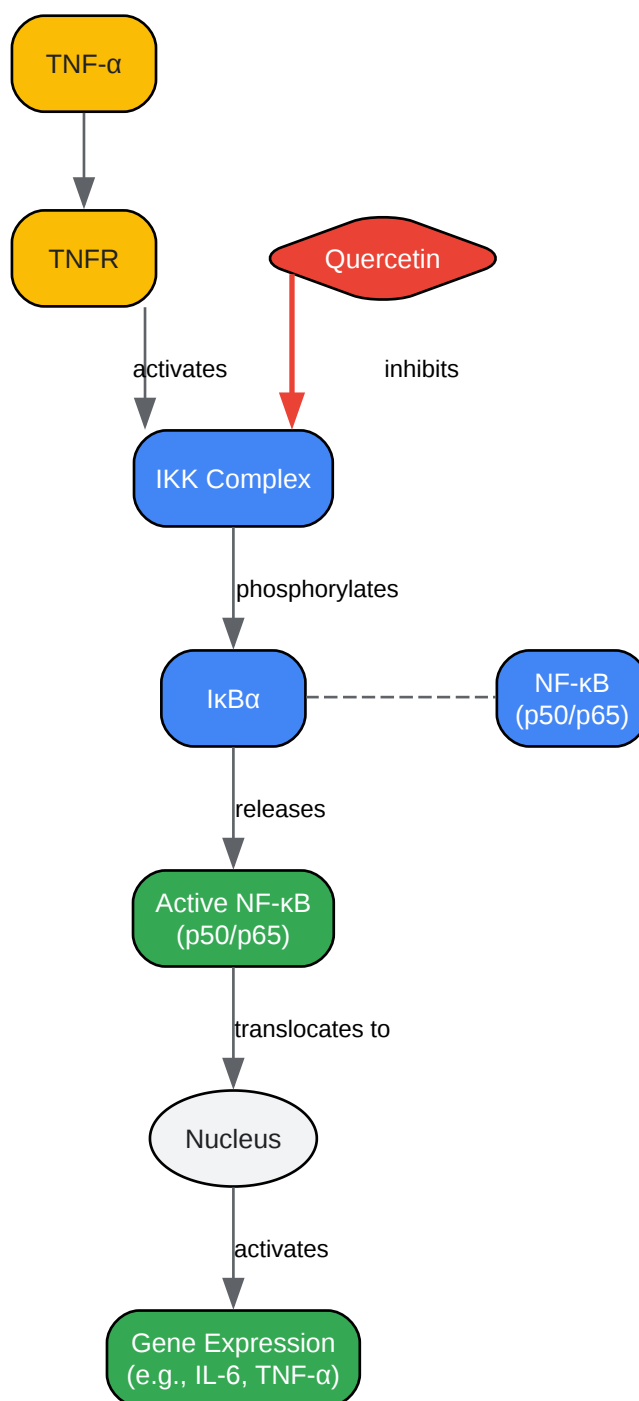 TNF-α
TNFR
Quercetin
activates
inhibits
IKK Complex
phosphorylates
IκBα
NF-κB
(p50/p65)
releases
Active NF-κB
(p50/p65)
translocates to
Nucleus
activates
Gene Expression
(e.g., IL-6, TNF-α)